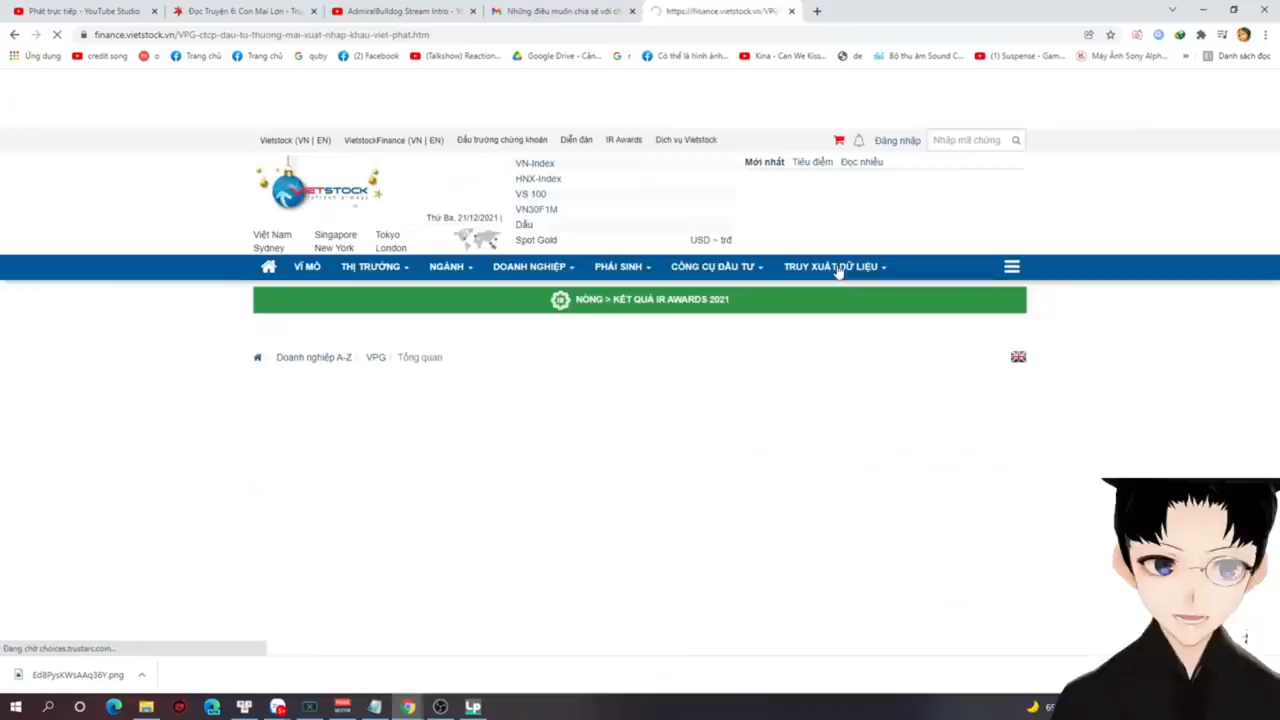 Phát trực tiếp - YouTube Studio
Đọc Truyện 6: Con Mai Lợn - Tru
AdmiralBulldog Stream Intro - Yo
Những điều muốn chia sẻ với ch
https://finance.vietstock.vn/VPG
finance.vietstock.vn/VPG-ctcp-dau-tu-thuong-mai-xuat-nhap-khau-viet-phat.htm
Ứng dụng
credit song
o
Trang chủ
Trang chủ
quby
(2) Facebook
(Talkshow) Reaction...
Google Drive - Cần...
r
Có thể là hình ảnh...
Kina - Can We Kiss...
de
Bộ thu âm Sound C...
(1) Suspense - Gam...
Máy Ảnh Sony Alph...
»
Danh sách đọc
Vietstock (VN | EN)
VietstockFinance (VN | EN)
Đấu trường chứng khoán
Diễn đàn
IR Awards
Dịch vụ Vietstock
Đăng nhập
Nhập mã chứng
VIETSTOCK
VN-Index
HNX-Index
VS 100
VN30F1M
Dầu
Spot Gold
USD ~ trđ
Mới nhất Tiêu điểm Đọc nhiều
Thứ Ba, 21/12/2021 |
Việt Nam Singapore Tokyo
Sydney New York London
VĨ MÔ
THỊ TRƯỜNG
NGÀNH
DOANH NGHIỆP
PHÁI SINH
CÔNG CỤ ĐẦU TƯ
TRUY XUẤT DỮ LIỆU
NÓNG > KẾT QUẢ IR AWARDS 2021
Doanh nghiệp A-Z / VPG / Tổng quan
Đang chờ choices.trustarc.com...
Ed8PysKWsAAq36Y.png
Lp